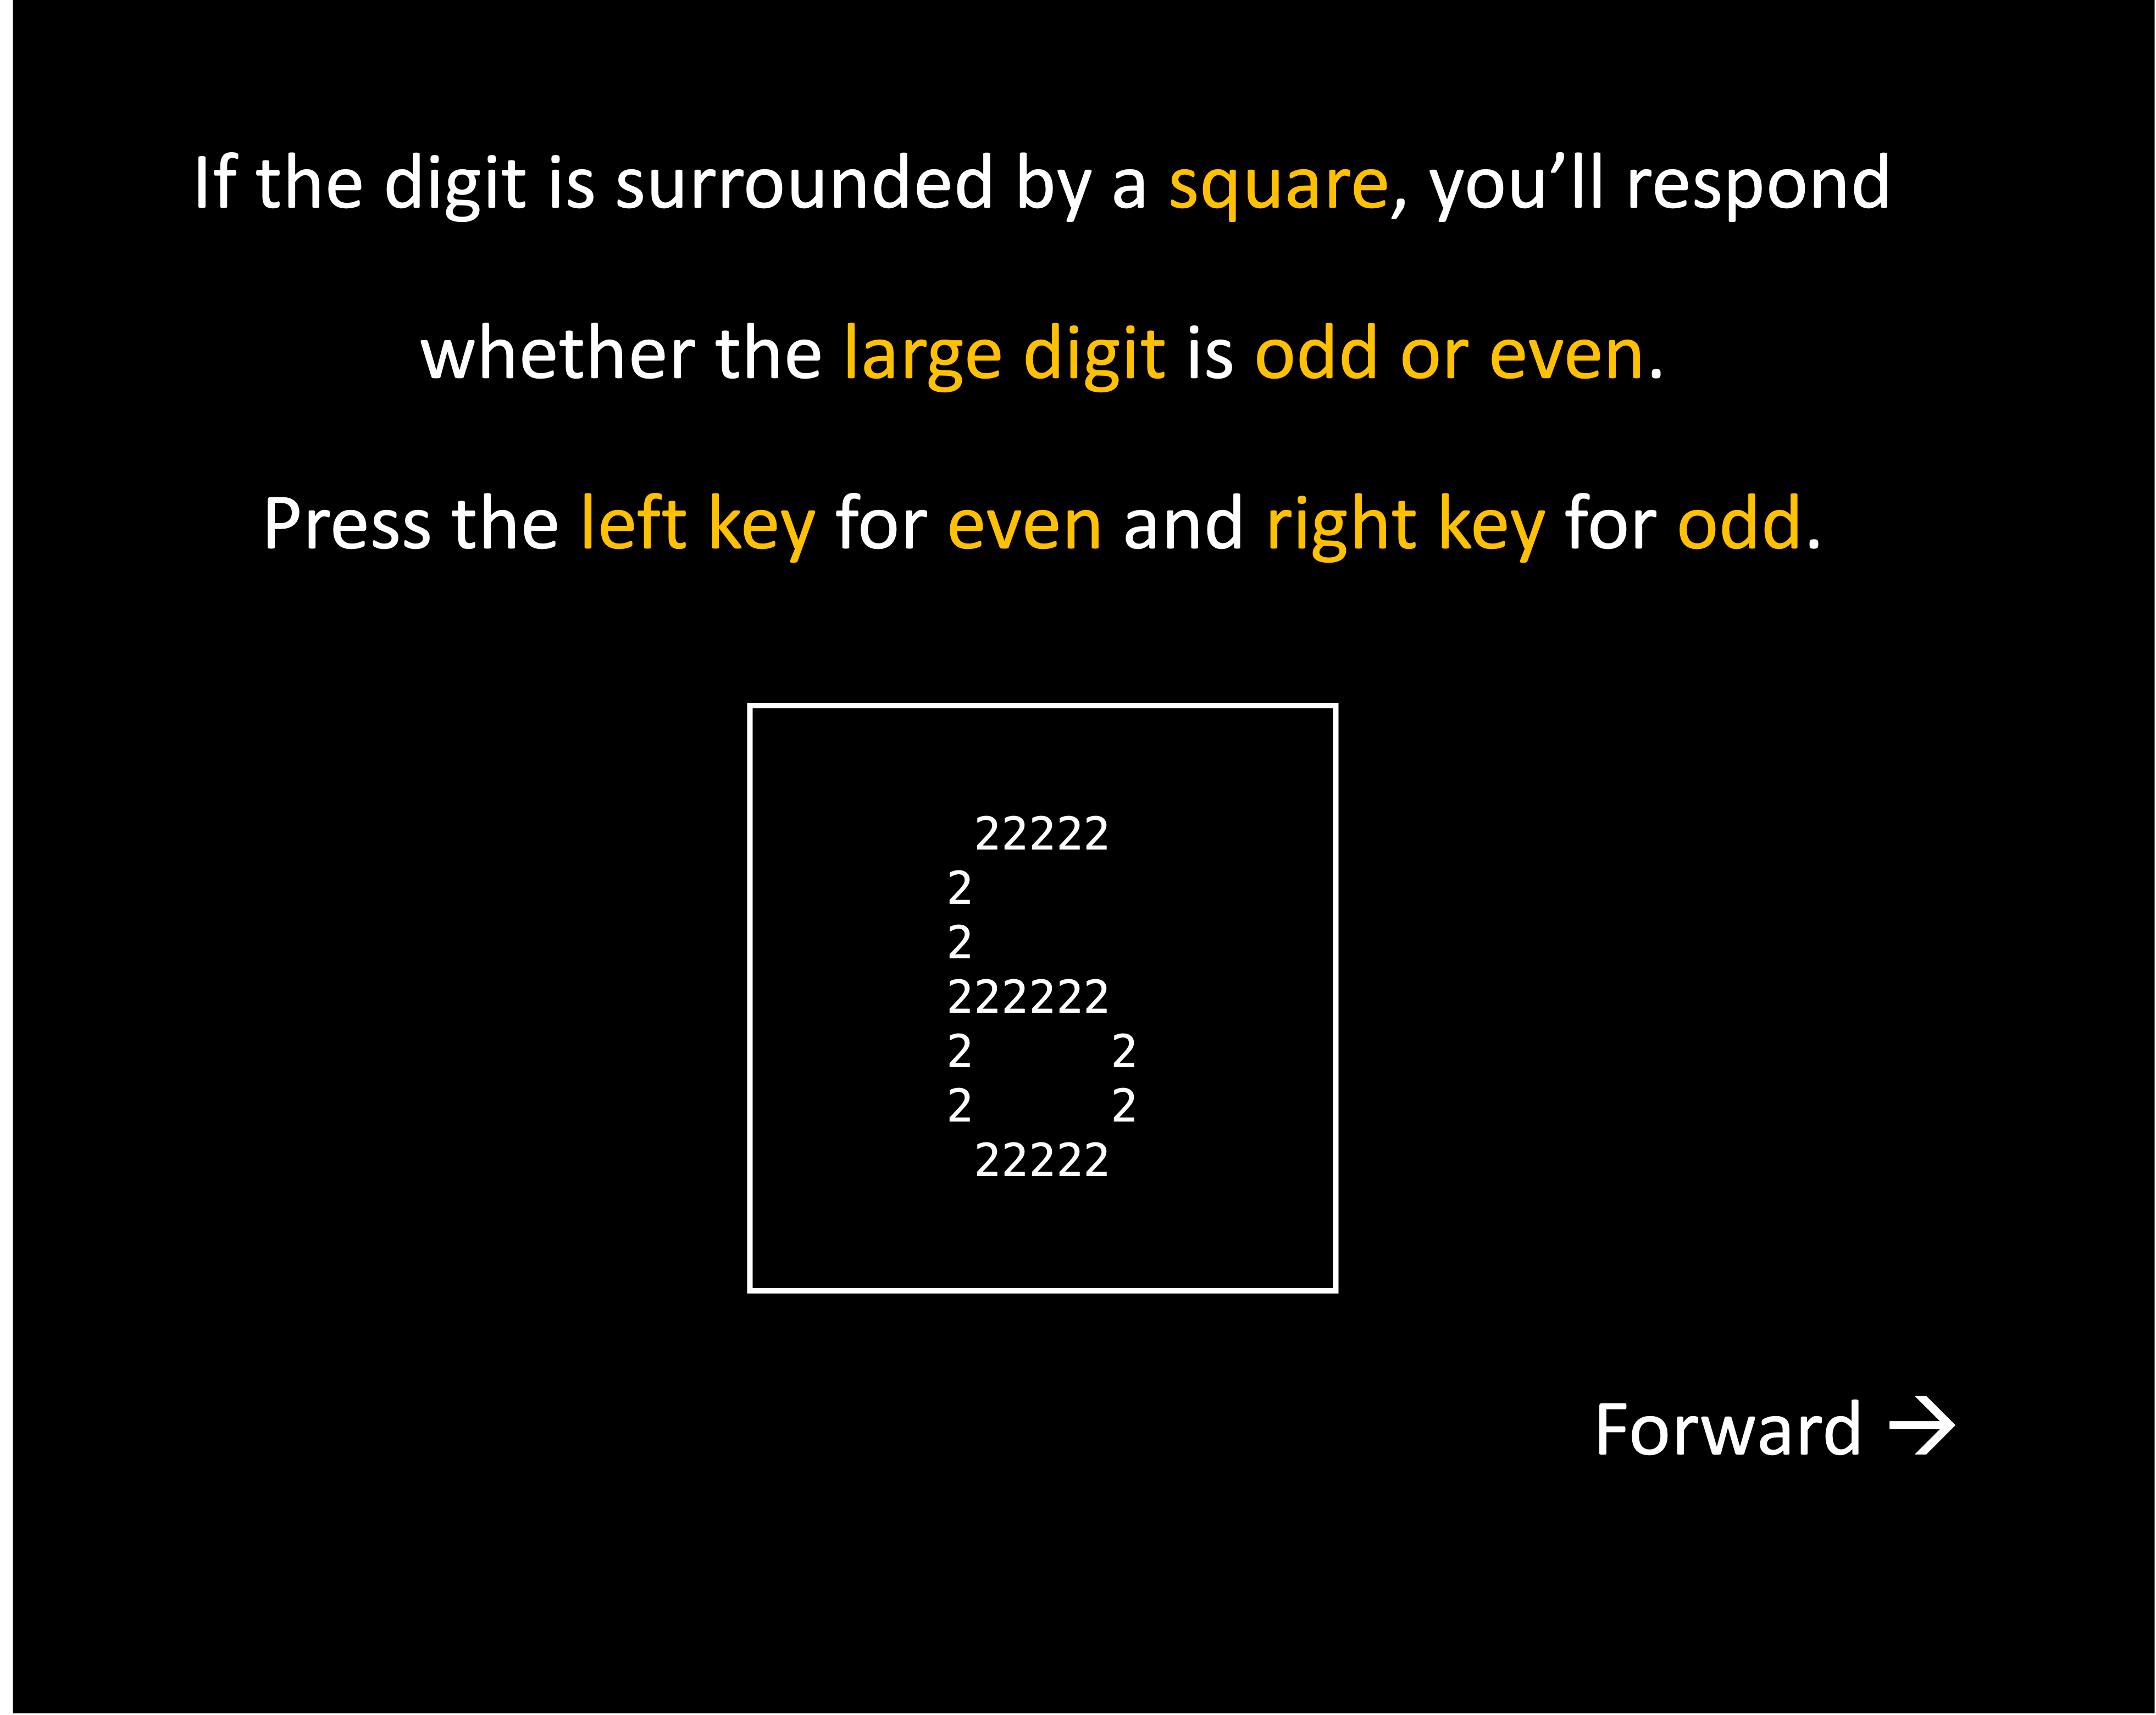 If the digit is surrounded by a square, you’ll respond
whether the large digit is odd or even.
Press the left key for even and right key for odd.
22222
2
2
222222
2 2
2 2
22222
Forward →